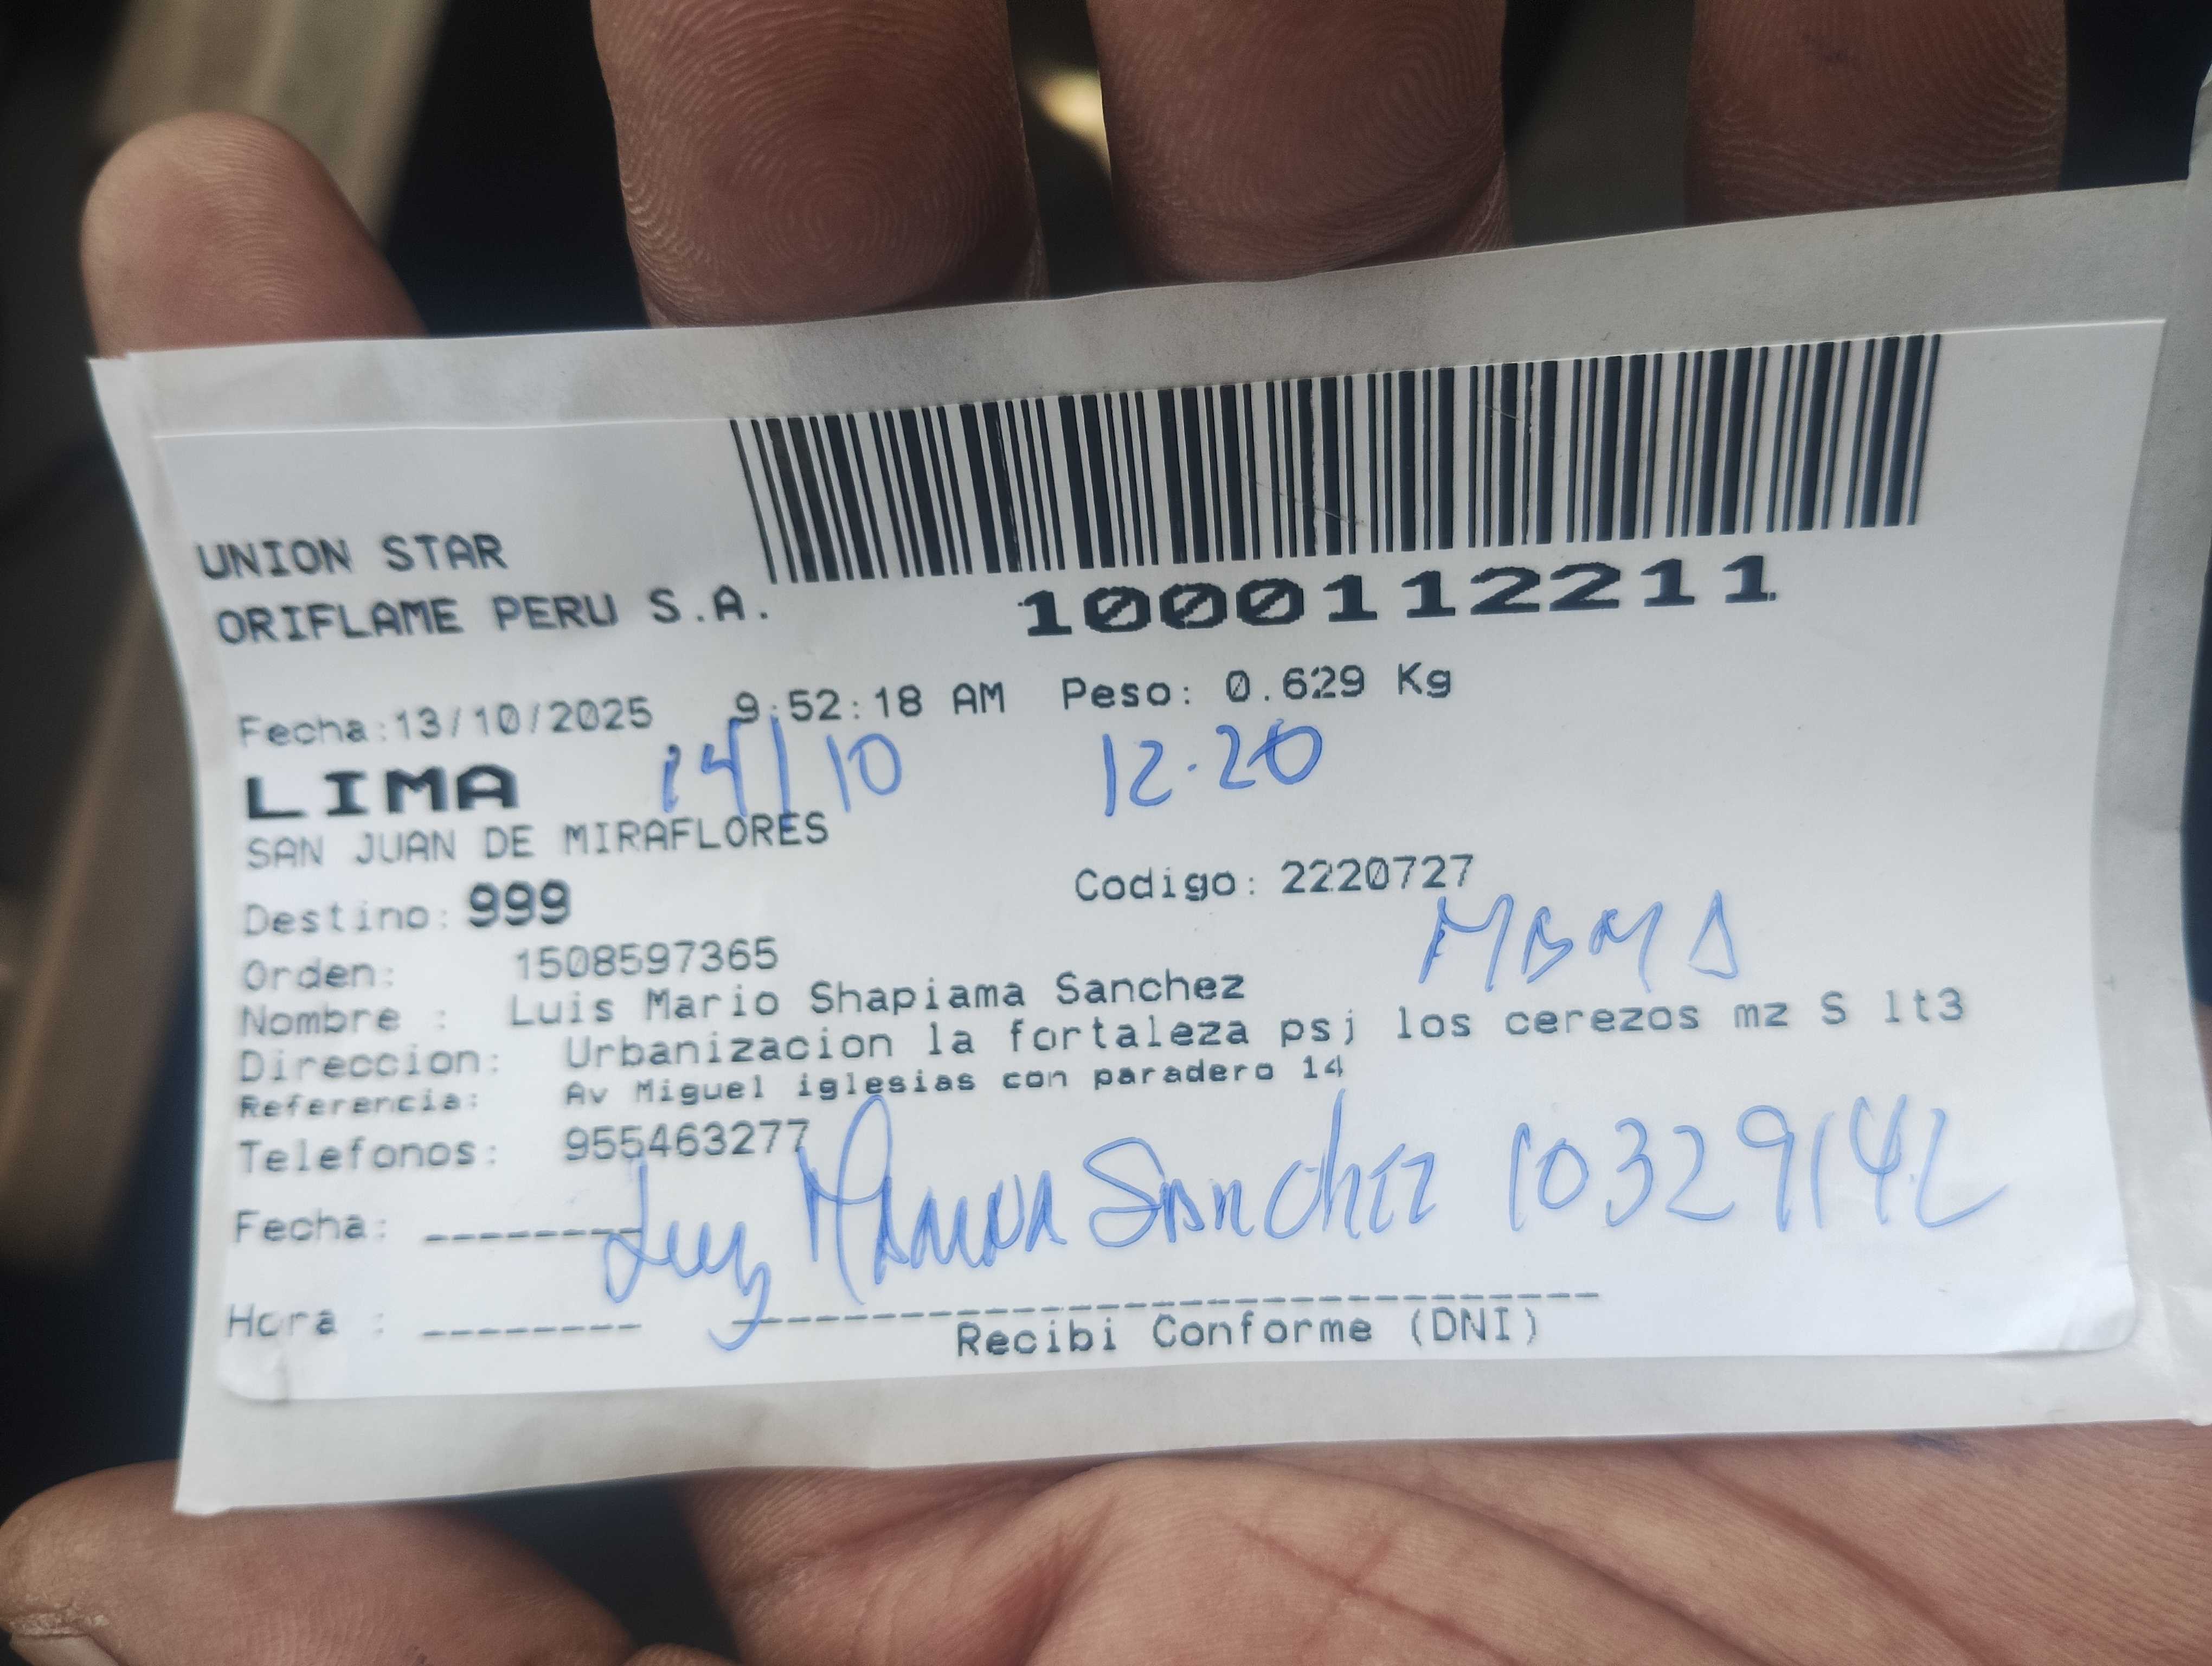 UNION STAR
ORIFLAME PERU S.A.
1000112211
Fecha:13/10/2025 9:52:18 AM Peso: 0.629 Kg
14/10 12.20
LIMA
SAN JUAN DE MIRAFLORES
Destino: 999 Codigo: 2220727
Orden: 1508597365
Nombre : Luis Mario Shapiama Sanchez
Direccion: Urbanizacion la fortaleza psj los cerezos mz S lt3
Referencia: Av Miguel iglesias con paradero 14
Telefonos: 955463277
Luz Sanchez 10329142
Fecha: --------
Hora : --------
Recibi Conforme (DNI)